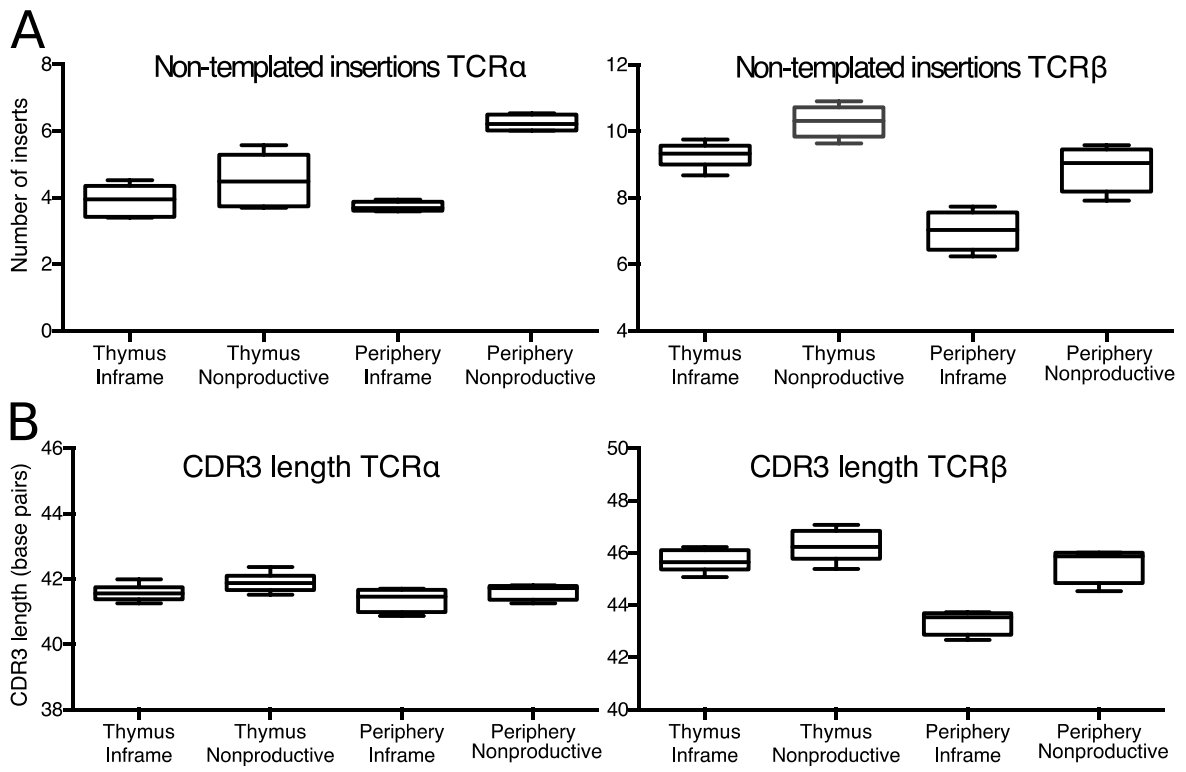 A
Non-templated insertions TCRα
Number of inserts
8
6
4
2
0
Thymus Inframe
Thymus Nonproductive
Periphery Inframe
Periphery Nonproductive
Non-templated insertions TCRβ
12
10
8
6
4
Thymus Inframe
Thymus Nonproductive
Periphery Inframe
Periphery Nonproductive
B
CDR3 length TCRα
CDR3 length (base pairs)
46
44
42
40
38
Thymus Inframe
Thymus Nonproductive
Periphery Inframe
Periphery Nonproductive
CDR3 length TCRβ
50
48
46
44
42
40
Thymus Inframe
Thymus Nonproductive
Periphery Inframe
Periphery Nonproductive